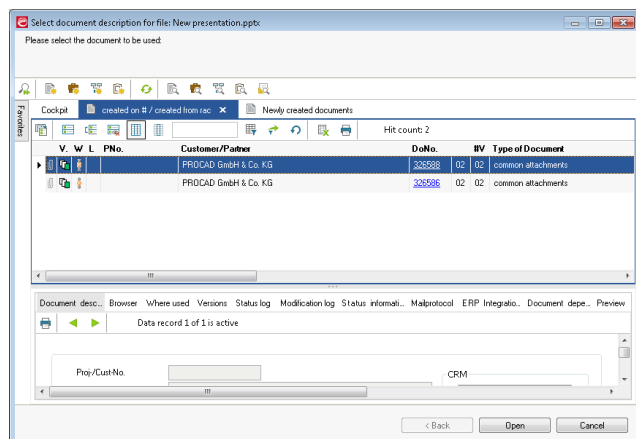 Select document description for file: New presentation.pptx
Please select the document to be used:
Favorites
Cockpit
created on # / created from rac
Newly created documents
Hit count: 2
V. W L PNo. Customer/Partner DoNo. #V Type of Document
PROCAD GmbH & Co. KG 326588 02 02 common attachments
PROCAD GmbH & Co. KG 326586 02 02 common attachments
Document desc... Browser Where used Versions Status log Modification log Status informati... Mailprotocol ERP Integratio... Document depe... Preview
Data record 1 of 1 is active
Proj-/Cust-No.
CRM
< Back Open Cancel